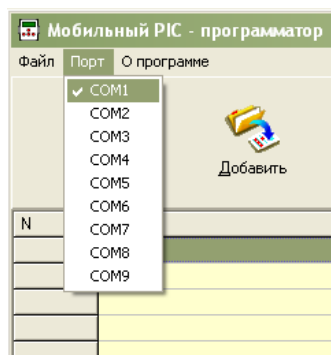 Мобильный PIC - программатор
Файл Порт О программе
COM1
COM2
COM3
COM4
COM5
COM6
COM7
COM8
COM9
Добавить
N